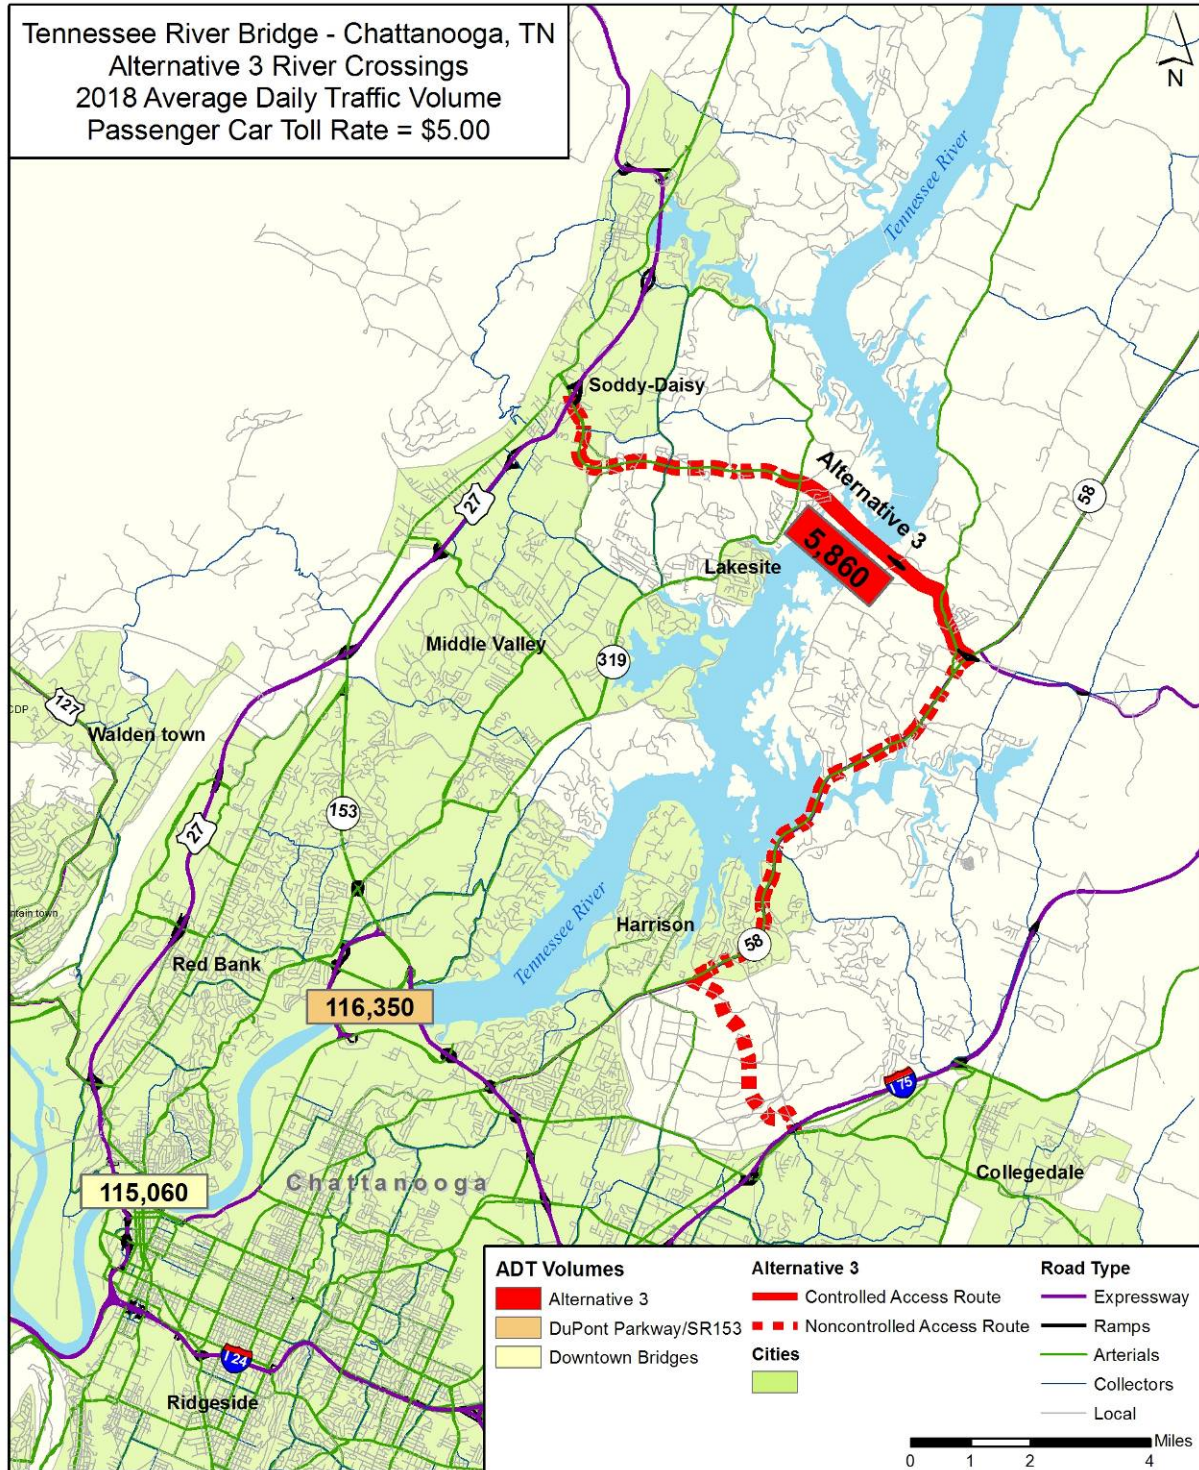 Tennessee River Bridge - Chattanooga, TN
Alternative 3 River Crossings
2018 Average Daily Traffic Volume
Passenger Car Toll Rate = $5.00
N
Tennessee River
Soddy-Daisy
27
58
Alternative 3
5,860
Lakesite
Middle Valley
319
127
CDP
Walden town
27
153
ntain town
Harrison
Tennessee River
58
Red Bank
116,350
I 75
Collegedale
115,060
Chattanooga
I 24
Ridgeside
ADT Volumes
Alternative 3
DuPont Parkway/SR153
Downtown Bridges
Alternative 3
Controlled Access Route
Noncontrolled Access Route
Cities
Road Type
Expressway
Ramps
Arterials
Collectors
Local
Miles
0 1 2 4